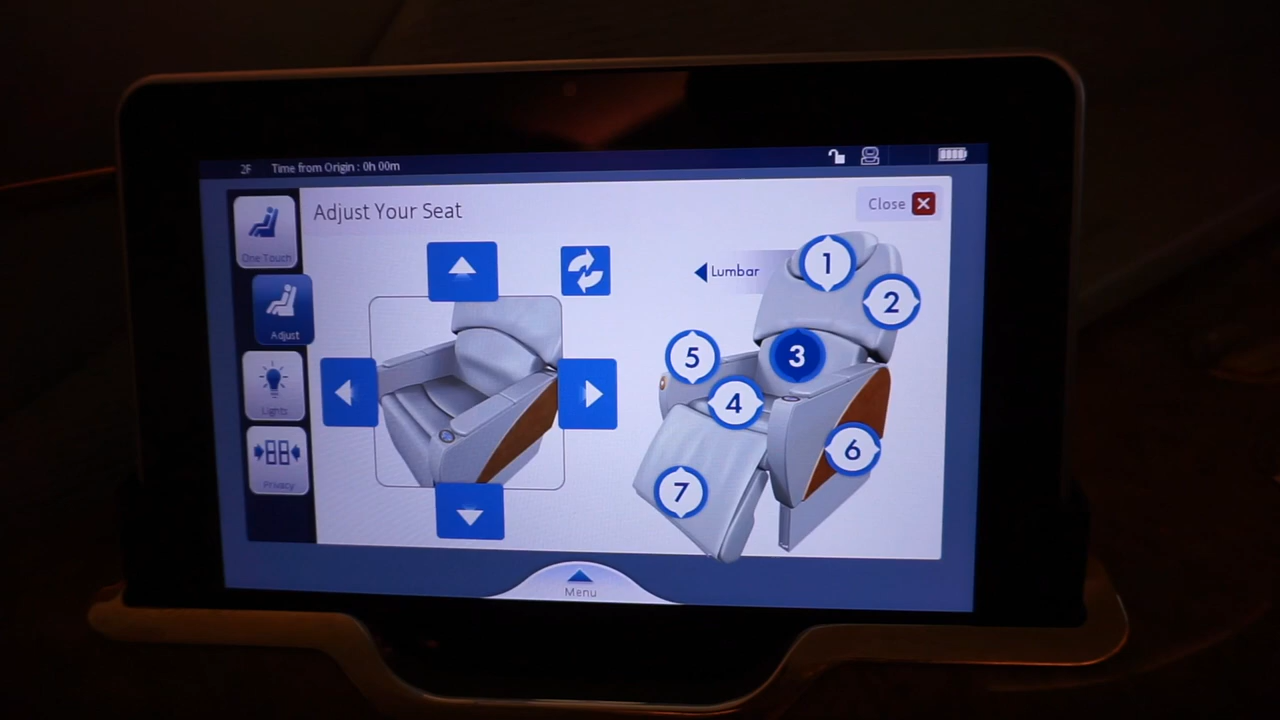 2F
Time from Origin : 0h 00m
Adjust Your Seat
Close
One Touch
Adjust
Lights
Privacy
Lumbar
1
2
3
4
5
6
7
Menu